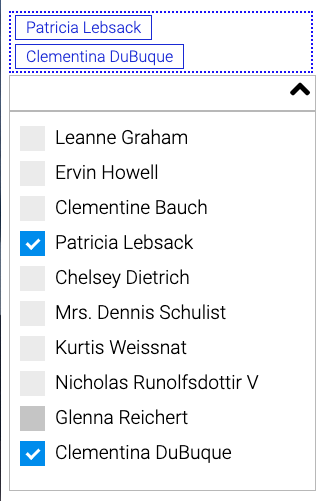 Patricia Lebsack
Clementina DuBuque
Leanne Graham
Ervin Howell
Clementine Bauch
Patricia Lebsack
Chelsey Dietrich
Mrs. Dennis Schulist
Kurtis Weissnat
Nicholas Runolfsdottir V
Glenna Reichert
Clementina DuBuque